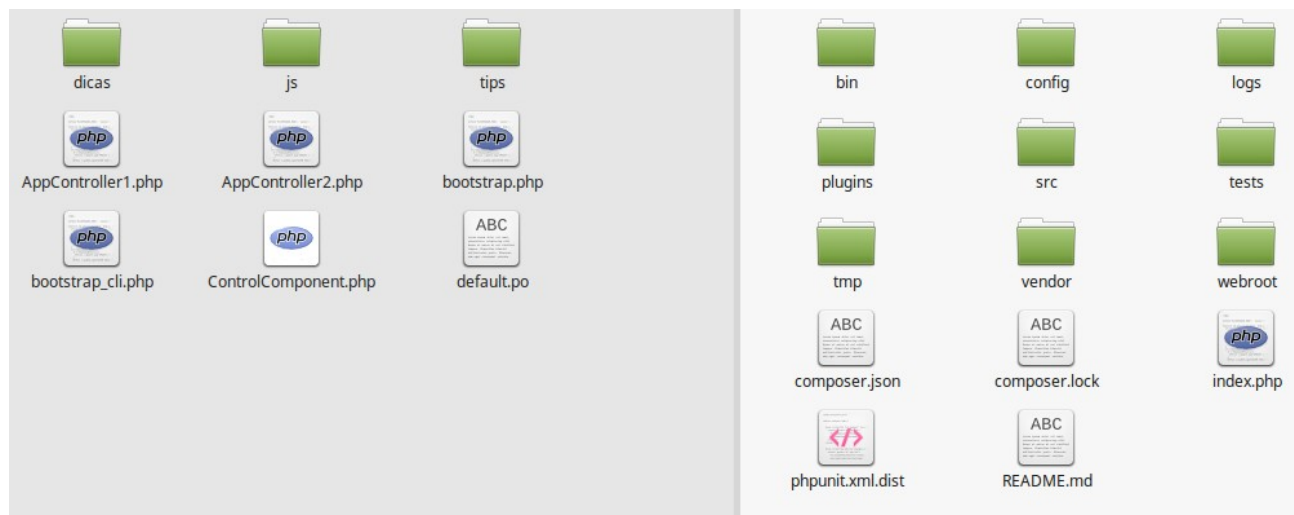 dicas js tips
php php php
AppController1.php AppController2.php bootstrap.php
php php ABC
bootstrap_cli.php ControlComponent.php default.po
bin config logs
plugins src tests
tmp vendor webroot
ABC ABC php
composer.json composer.lock index.php
</> ABC
phpunit.xml.dist README.md